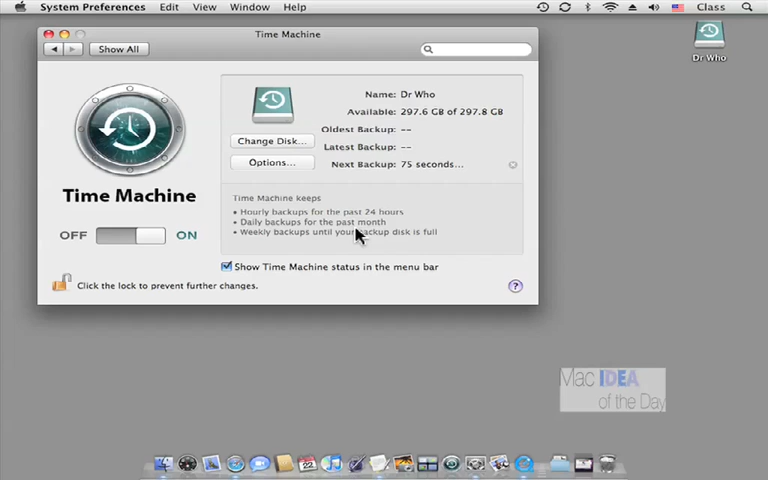 System Preferences Edit View Window Help Class
Time Machine
Show All
Dr Who
Name: Dr Who
Available: 297.6 GB of 297.8 GB
Oldest Backup: --
Change Disk...
Latest Backup: --
Options...
Next Backup: 75 seconds...
Time Machine
Time Machine keeps
• Hourly backups for the past 24 hours
• Daily backups for the past month
• Weekly backups until your backup disk is full
OFF ON
Show Time Machine status in the menu bar
Click the lock to prevent further changes.
?
Mac IDEA
of the Day
22